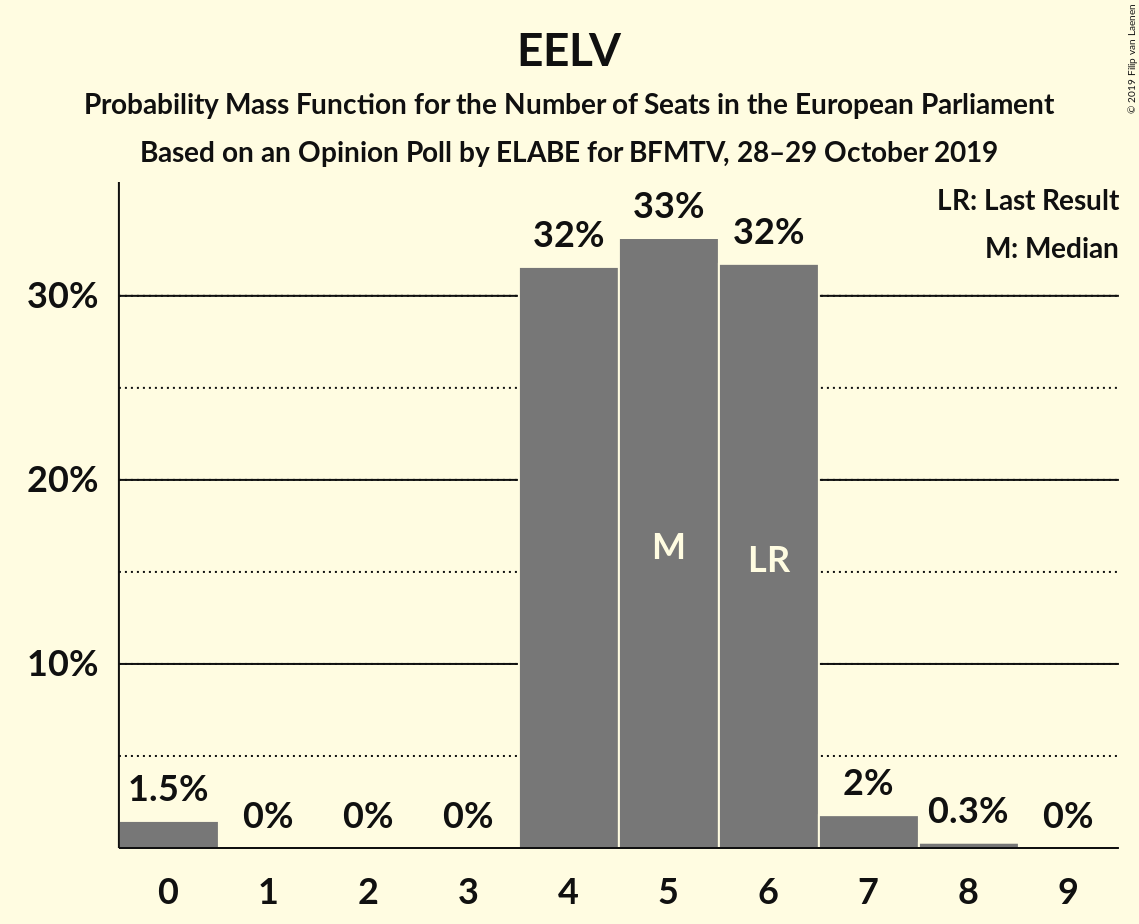 EELV
Probability Mass Function for the Number of Seats in the European Parliament
Based on an Opinion Poll by ELABE for BFMTV, 28–29 October 2019
© 2019 Filip van Laenen
LR: Last Result
M: Median
30%
20%
10%
1.5%
0%
0%
0%
32%
33%
32%
2%
0.3%
0%
M
LR
0 1 2 3 4 5 6 7 8 9